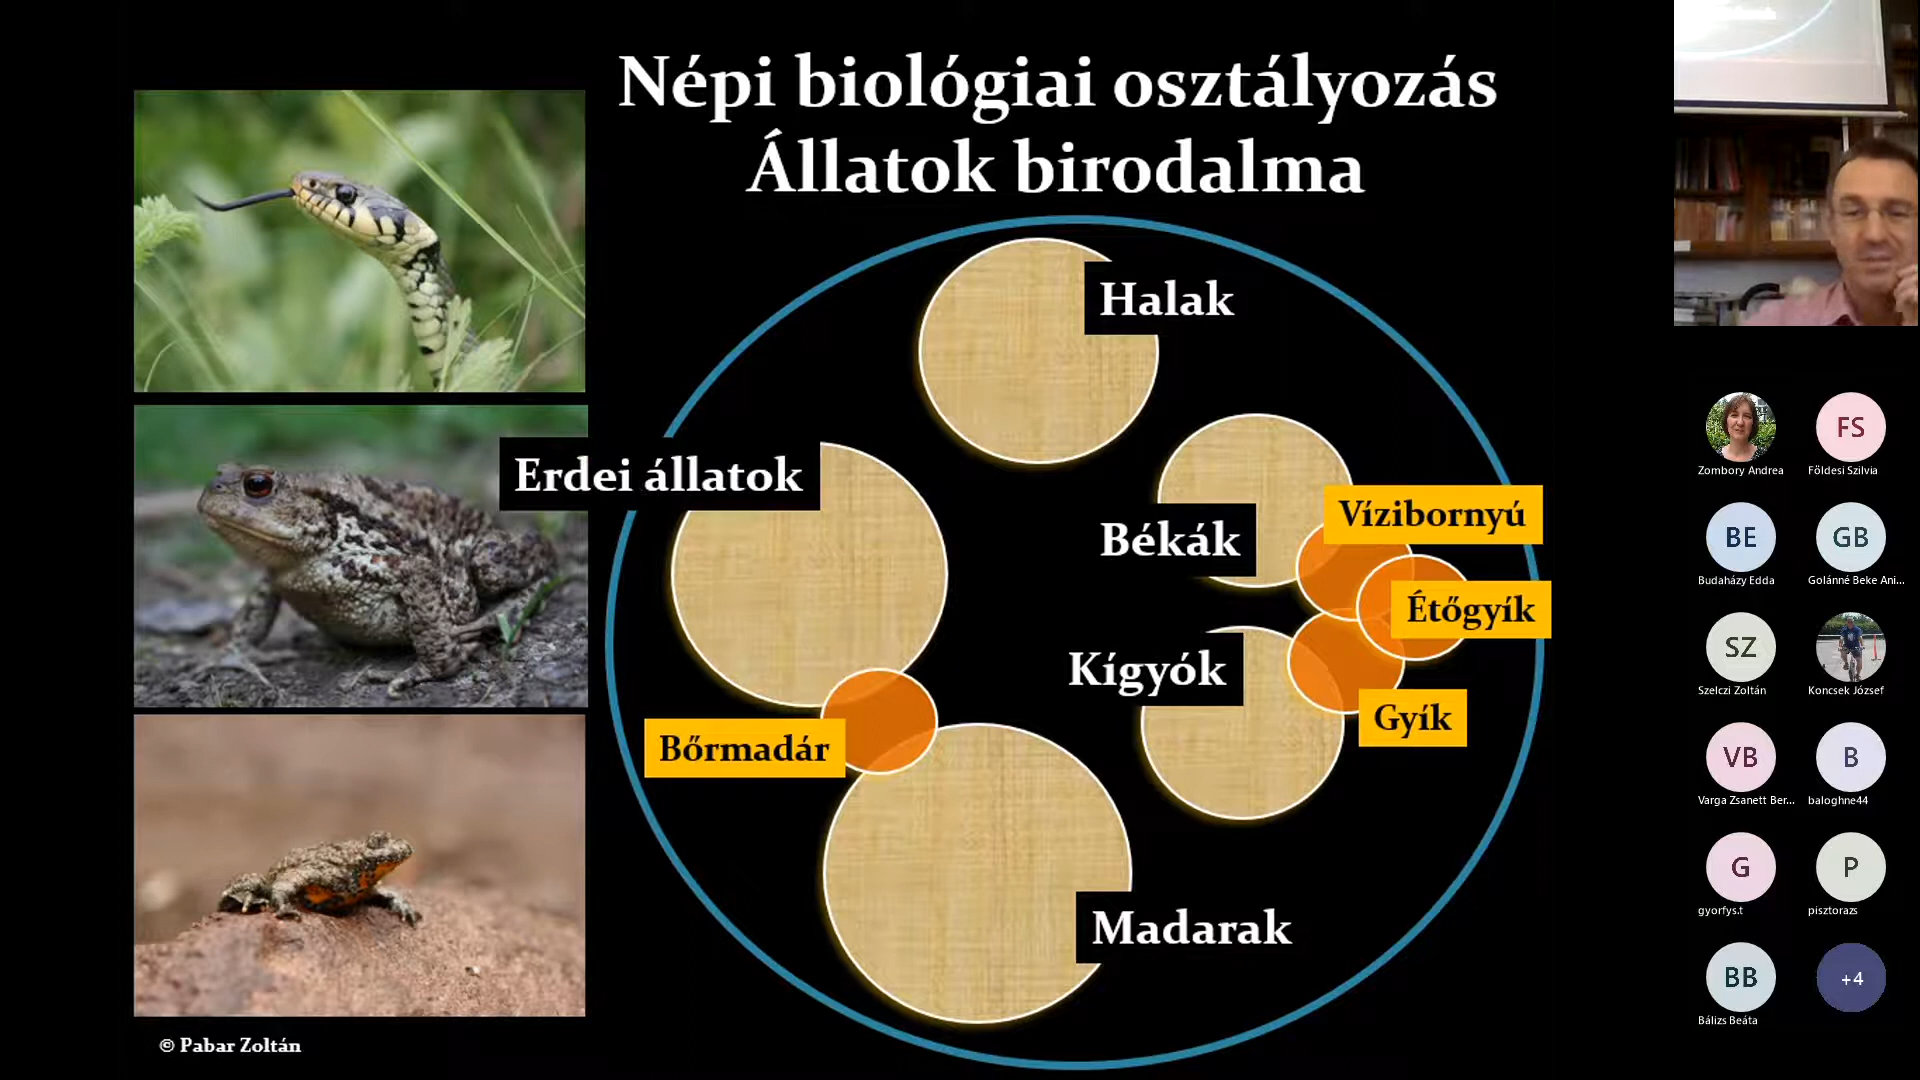 Népi biológiai osztályozás
Állatok birodalma
Halak
Erdei állatok
Békák
Vízibornyú
Étőgyík
Kígyók
Gyík
Bőrmadár
Madarak
© Pabar Zoltán
Zombory Andrea
FS
Földesi Szilvia
BE
Budaházy Edda
GB
Golánné Beke Ani...
SZ
Szelczi Zoltán
Koncsek József
VB
Varga Zsanett Ber...
B
baloghne44
G
gyorfys.t
P
pisztorazs
BB
Bálizs Beáta
+4